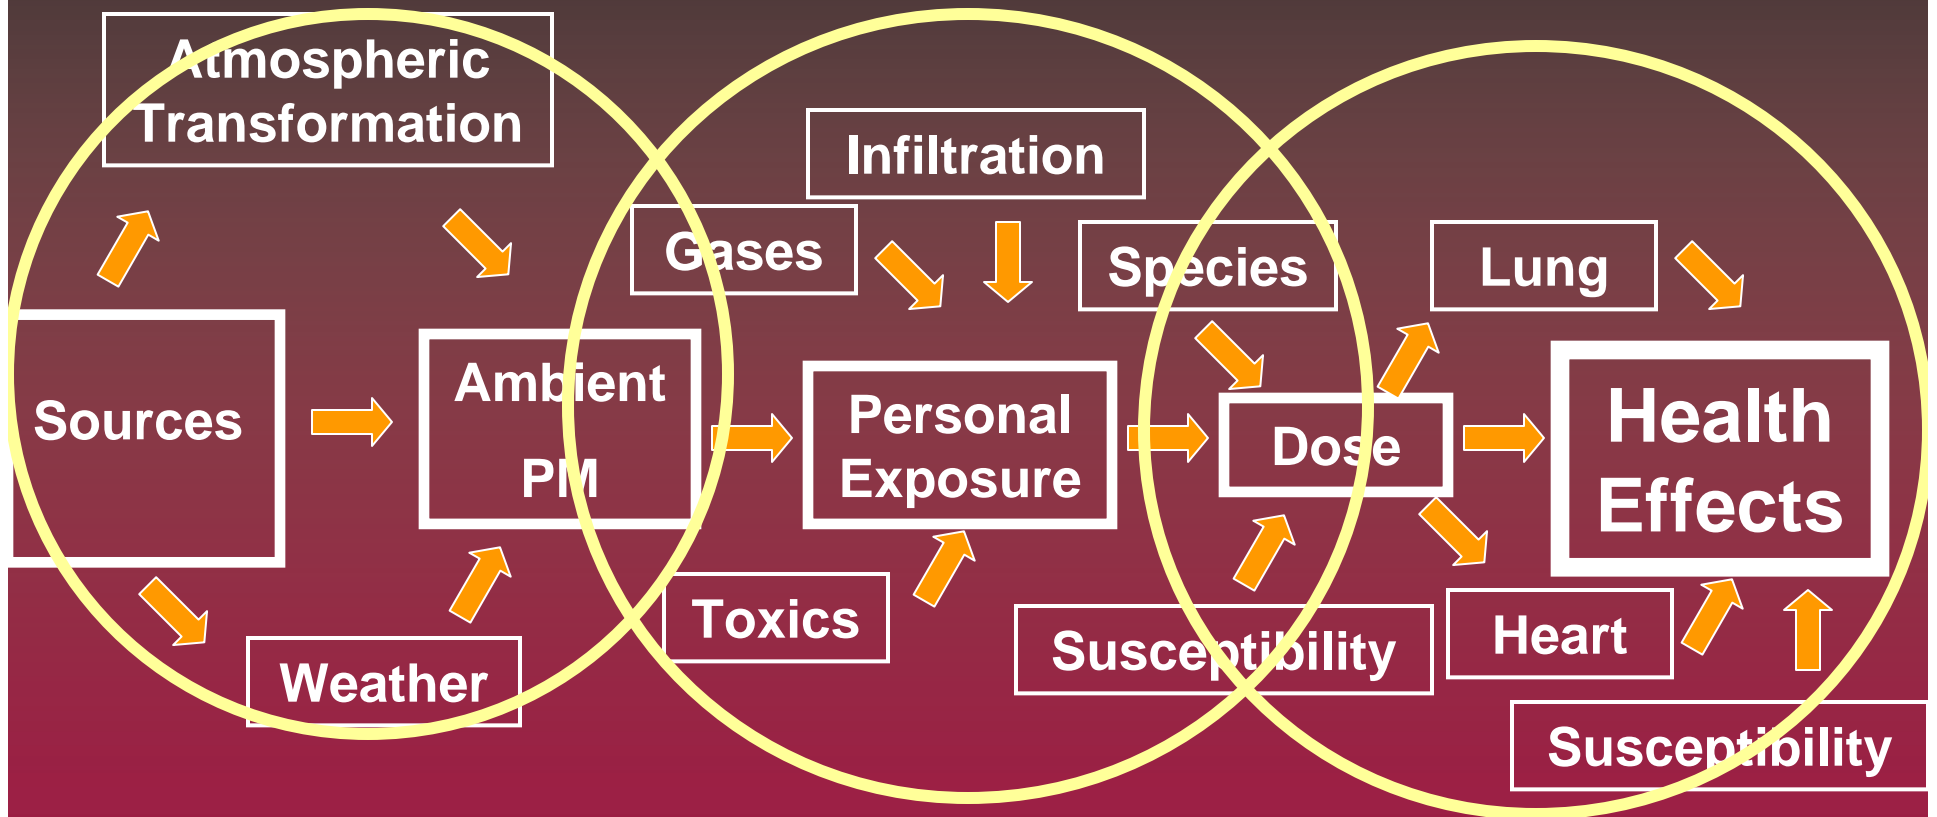 Atmospheric
Transformation
Infiltration
Gases
Species
Lung
Sources
Ambient
PM
Personal
Exposure
Dose
Health
Effects
Toxics
Susceptibility
Heart
Weather
Susceptibility